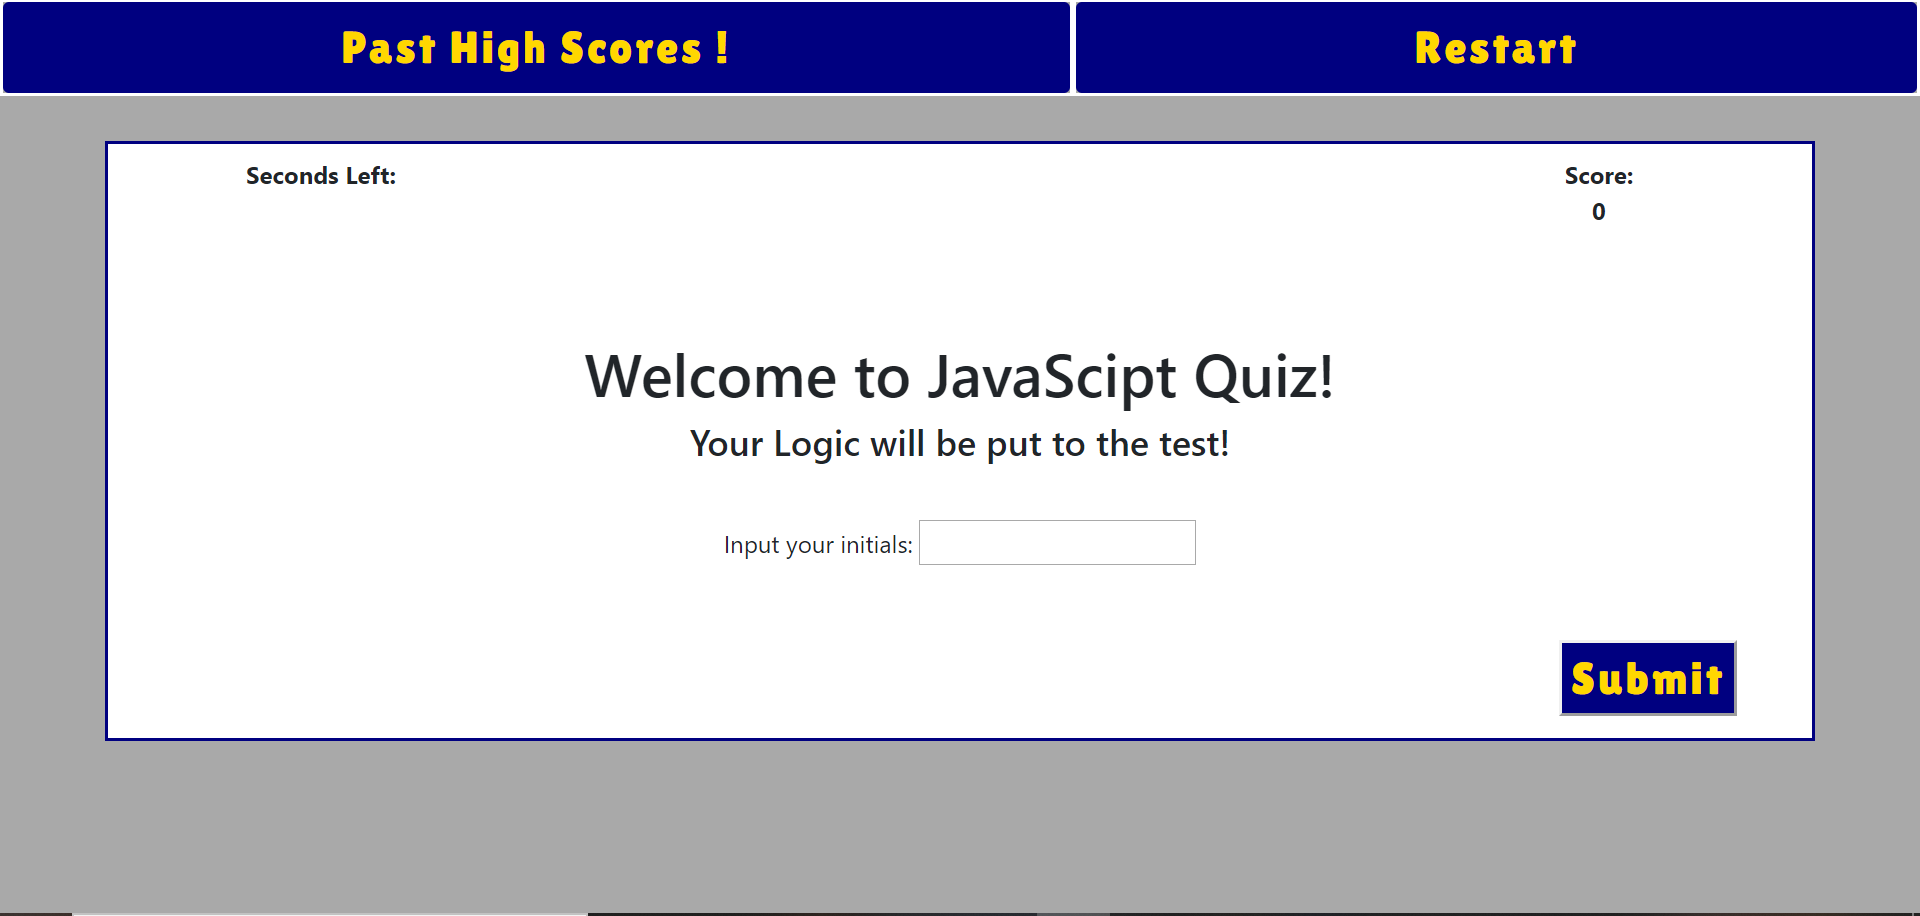 Past High Scores !
Restart
Seconds Left:
Score:
0
Welcome to JavaScipt Quiz!
Your Logic will be put to the test!
Input your initials:
Submit